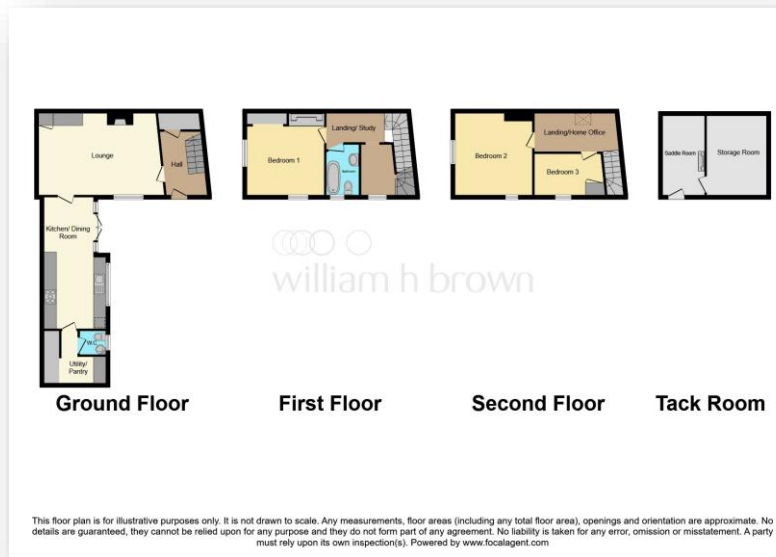 Lounge
Hall
Kitchen/ Dining
Room
W.C
Utility/
Pantry
Landing/ Study
Bedroom 1
Bathroom
Bedroom 2
Landing/Home Office
Bedroom 3
Saddle Room
Storage Room
william h brown
Ground Floor
First Floor
Second Floor
Tack Room
This floor plan is for illustrative purposes only. It is not drawn to scale. Any measurements, floor areas (including any total floor area), openings and orientation are approximate. No
details are guaranteed, they cannot be relied upon for any purpose and they do not form part of any agreement. No liability is taken for any error, omission or misstatement. A party
must rely upon its own inspection(s). Powered by www.focalagent.com